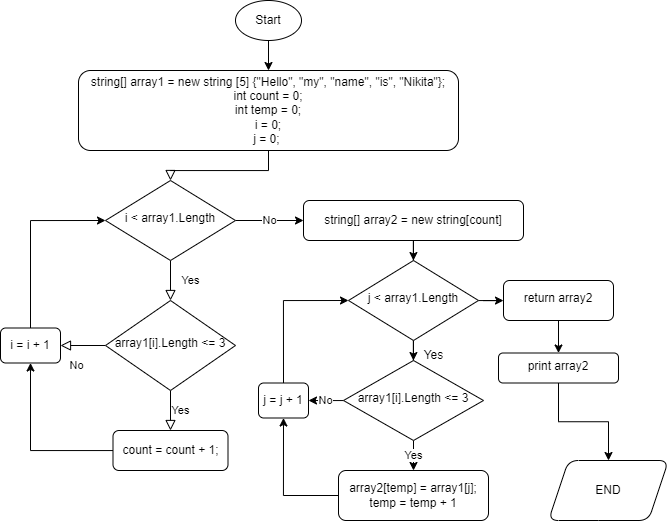 Start
string[] array1 = new string [5] {"Hello", "my", "name", "is", "Nikita"};
int count = 0;
int temp = 0;
i = 0;
j = 0;
i < array1.Length
No
string[] array2 = new string[count]
Yes
j < array1.Length
return array2
i = i + 1
array1[i].Length <= 3
No
Yes
print array2
Yes
j = j + 1
No
array1[i].Length <= 3
count = count + 1;
Yes
array2[temp] = array1[j];
temp = temp + 1
END